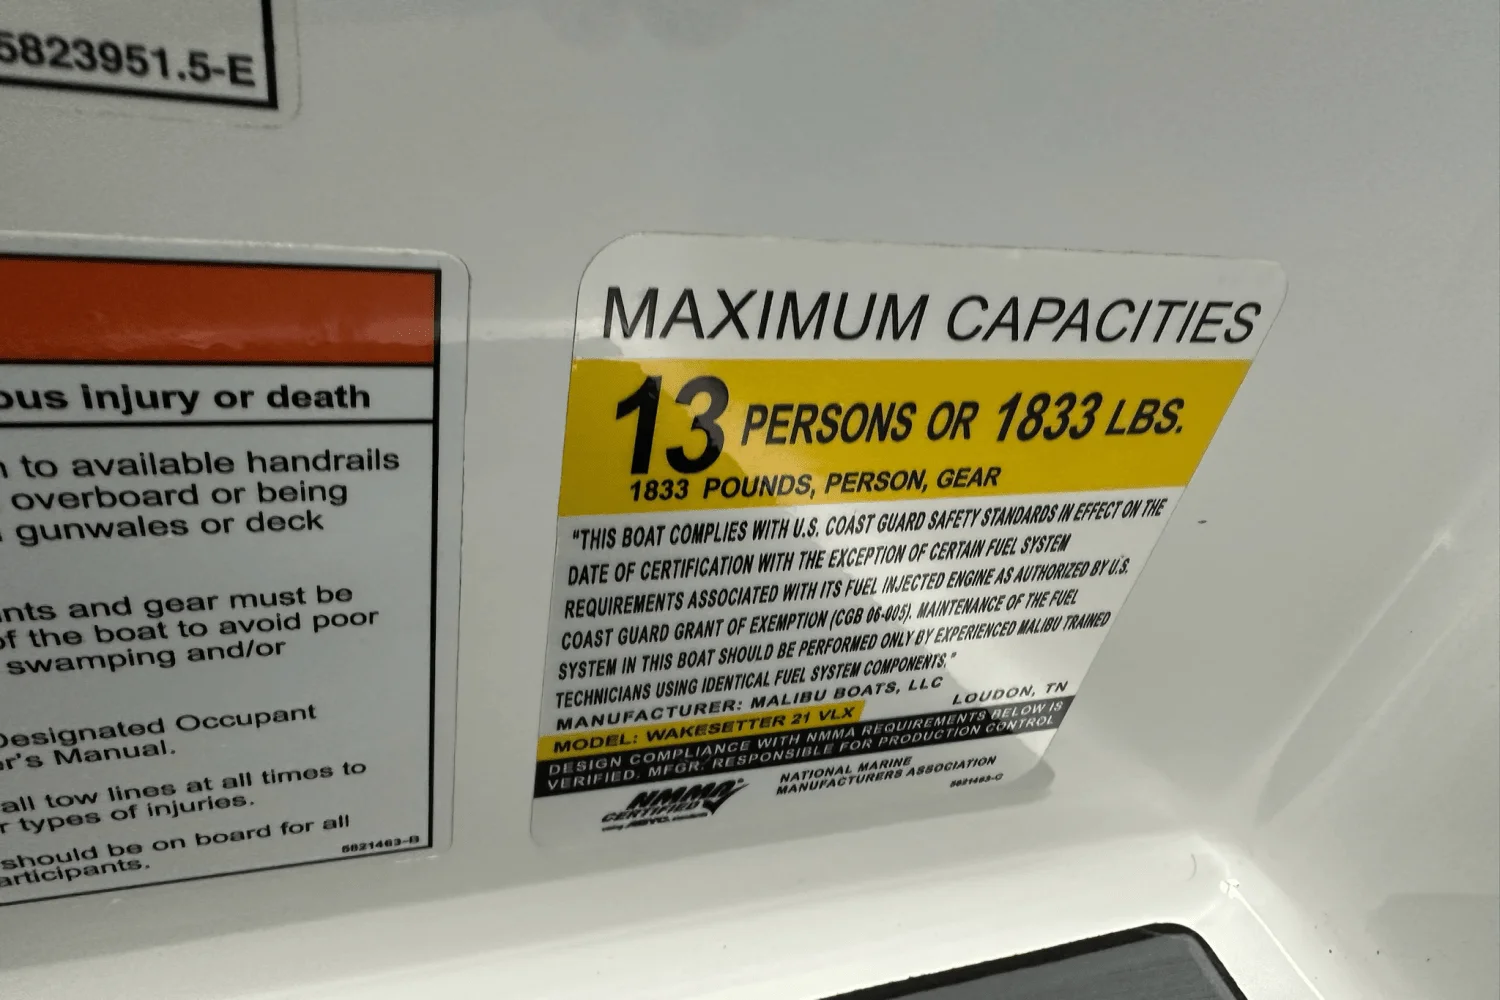 5823951.5-E
ous injury or death
to available handrails
overboard or being
gunwales or deck
nts and gear must be
of the boat to avoid poor
swamping and/or
Designated Occupant
r's Manual.
all tow lines at all times to
r types of injuries.
should be on board for all
articipants.
5821463-B
MAXIMUM CAPACITIES
13 PERSONS OR 1833 LBS.
1833 POUNDS, PERSON, GEAR
"THIS BOAT COMPLIES WITH U.S. COAST GUARD SAFETY STANDARDS IN EFFECT ON THE
DATE OF CERTIFICATION WITH THE EXCEPTION OF CERTAIN FUEL SYSTEM
REQUIREMENTS ASSOCIATED WITH ITS FUEL INJECTED ENGINE AS AUTHORIZED BY U.S.
COAST GUARD GRANT OF EXEMPTION (CGB 06-005). MAINTENANCE OF THE FUEL
SYSTEM IN THIS BOAT SHOULD BE PERFORMED ONLY BY EXPERIENCED MALIBU TRAINED
TECHNICIANS USING IDENTICAL FUEL SYSTEM COMPONENTS."
MANUFACTURER: MALIBU BOATS, LLC LOUDON, TN
MODEL: WAKESETTER 21 VLX
DESIGN COMPLIANCE WITH NMMA REQUIREMENTS BELOW IS
VERIFIED. MFGR. RESPONSIBLE FOR PRODUCTION CONTROL
NMMA
CERTIFIED
NATIONAL MARINE
MANUFACTURERS ASSOCIATION